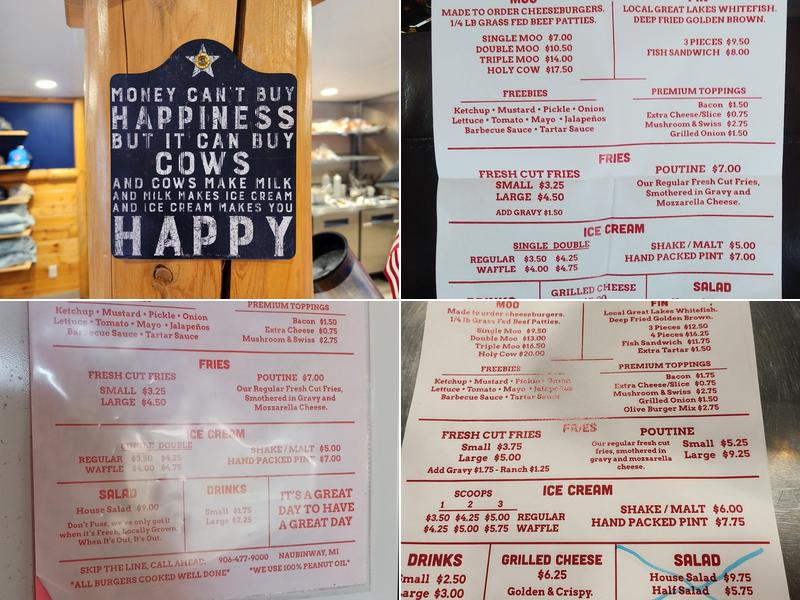 MONEY CAN'T BUY
HAPPINESS
BUT IT CAN BUY
COWS
AND COWS MAKE MILK
AND MILK MAKES ICE CREAM
AND ICE CREAM MAKES YOU
HAPPY
MOO
MADE TO ORDER CHEESEBURGERS.
1/4 LB GRASS FED BEEF PATTIES.
SINGLE MOO $7.00
DOUBLE MOO $10.50
TRIPLE MOO $14.00
HOLY COW $17.50
LOCAL GREAT LAKES WHITEFISH.
DEEP FRIED GOLDEN BROWN.
3 PIECES $9.50
FISH SANDWICH $8.00
FREEBIES
Ketchup • Mustard • Pickle • Onion
Lettuce • Tomato • Mayo • Jalapeños
Barbecue Sauce • Tartar Sauce
PREMIUM TOPPINGS
Bacon $1.50
Extra Cheese/Slice $0.75
Mushroom & Swiss $2.75
Grilled Onion $1.50
FRIES
FRESH CUT FRIES
SMALL $3.25
LARGE $4.50
ADD GRAVY $1.50
POUTINE $7.00
Our Regular Fresh Cut Fries,
Smothered in Gravy and
Mozzarella Cheese.
ICE CREAM
SINGLE DOUBLE
REGULAR $3.50 $4.25
WAFFLE $4.00 $4.75
SHAKE / MALT $5.00
HAND PACKED PINT $7.00
DRINKS
GRILLED CHEESE
SALAD
Ketchup • Mustard • Pickle • Onion
Lettuce • Tomato • Mayo • Jalapeños
Barbecue Sauce • Tartar Sauce
PREMIUM TOPPINGS
Bacon $1.50
Extra Cheese $0.75
Mushroom & Swiss $2.75
FRIES
FRESH CUT FRIES
SMALL $3.25
LARGE $4.50
POUTINE $7.00
Our Regular Fresh Cut Fries,
Smothered in Gravy and
Mozzarella Cheese.
ICE CREAM
SINGLE DOUBLE
REGULAR $3.50 $4.25
WAFFLE $4.00 $4.75
SHAKE / MALT $5.00
HAND PACKED PINT $7.00
SALAD
House Salad $9.00
Don't Fuss, we've only got it
when it's Fresh, Locally Grown.
When It's Out, It's Out.
DRINKS
Small $1.75
Large $2.25
IT'S A GREAT
DAY TO HAVE
A GREAT DAY
SKIP THE LINE, CALL AHEAD: 906-477-9000 NAUBINWAY, MI
*ALL BURGERS COOKED WELL DONE* *WE USE 100% PEANUT OIL*
MOO
Made to order cheeseburgers.
1/4 lb Grass Fed Beef Patties.
Single Moo $9.50
Double Moo $13.00
Triple Moo $16.50
Holy Cow $20.00
FIN
Local Great Lakes Whitefish.
Deep Fried Golden Brown.
3 Pieces $12.50
4 Pieces $16.25
Fish Sandwich $11.75
Extra Tartar $1.50
FREEBIES
Ketchup • Mustard • Pickle • Onion
Lettuce • Tomato • Mayo • Jalapeños
Barbecue Sauce • Tartar Sauce
PREMIUM TOPPINGS
Bacon $1.75
Extra Cheese/Slice $0.75
Mushroom & Swiss $2.75
Grilled Onion $1.50
Olive Burger Mix $2.75
FRIES
FRESH CUT FRIES
Small $3.75
Large $5.00
Add Gravy $1.75 - Ranch $1.25
POUTINE
Our regular fresh cut
fries, smothered in
gravy and mozzarella
cheese.
Small $5.25
Large $9.25
ICE CREAM
SCOOPS
1 2 3
$3.50 $4.25 $5.00 REGULAR
$4.25 $5.00 $5.75 WAFFLE
SHAKE / MALT $6.00
HAND PACKED PINT $7.75
DRINKS
Small $2.50
Large $3.00
GRILLED CHEESE
$6.25
Golden & Crispy.
SALAD
House Salad $9.75
Half Salad $5.75